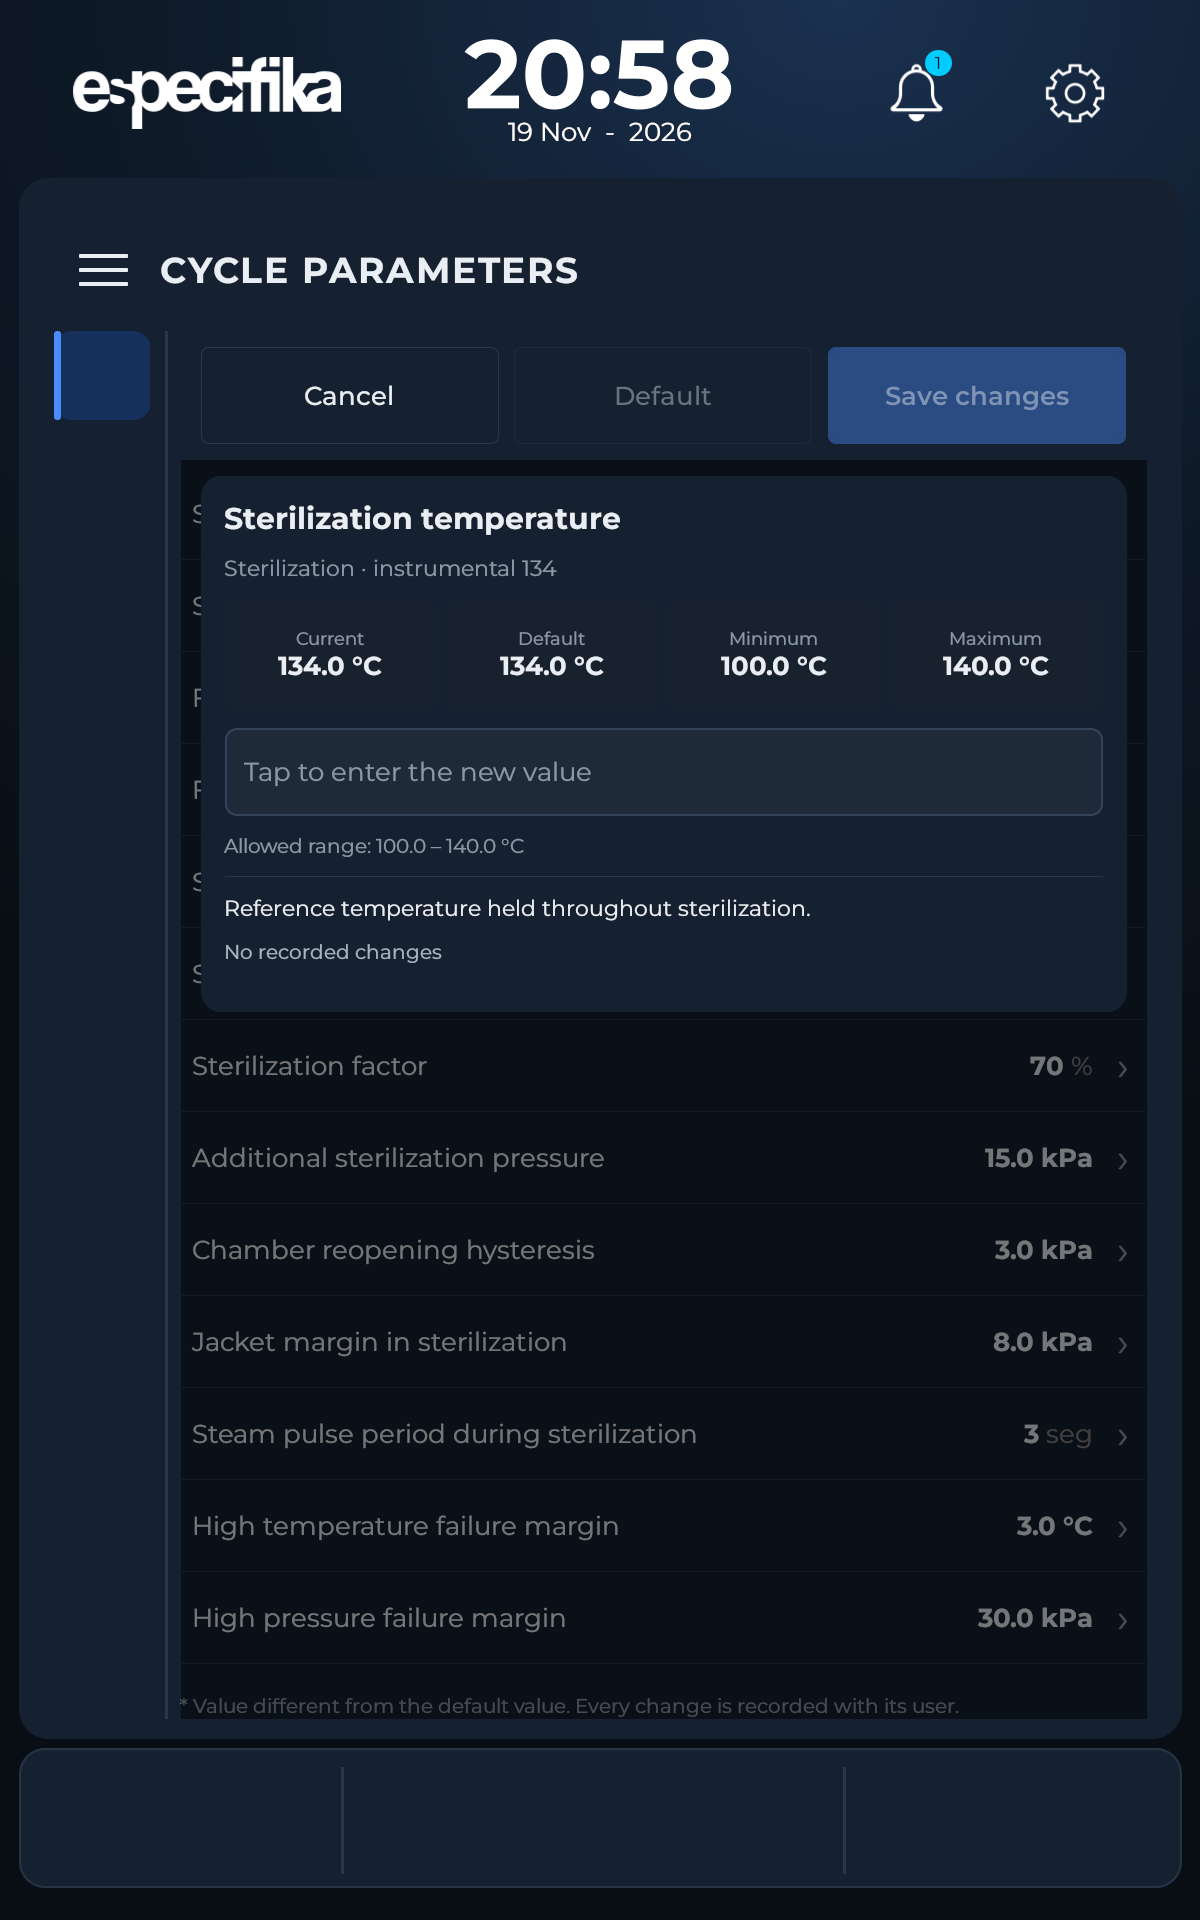 especifika
20:58
1
19 Nov - 2026
CYCLE PARAMETERS
Cancel
Default
Save changes
Sterilization temperature
Sterilization · instrumental 134
Current
134.0 °C
Default
134.0 °C
Minimum
100.0 °C
Maximum
140.0 °C
Tap to enter the new value
Allowed range: 100.0 – 140.0 °C
Reference temperature held throughout sterilization.
No recorded changes
Sterilization factor 70 % ›
Additional sterilization pressure 15.0 kPa ›
Chamber reopening hysteresis 3.0 kPa ›
Jacket margin in sterilization 8.0 kPa ›
Steam pulse period during sterilization 3 seg ›
High temperature failure margin 3.0 °C ›
High pressure failure margin 30.0 kPa ›
* Value different from the default value. Every change is recorded with its user.